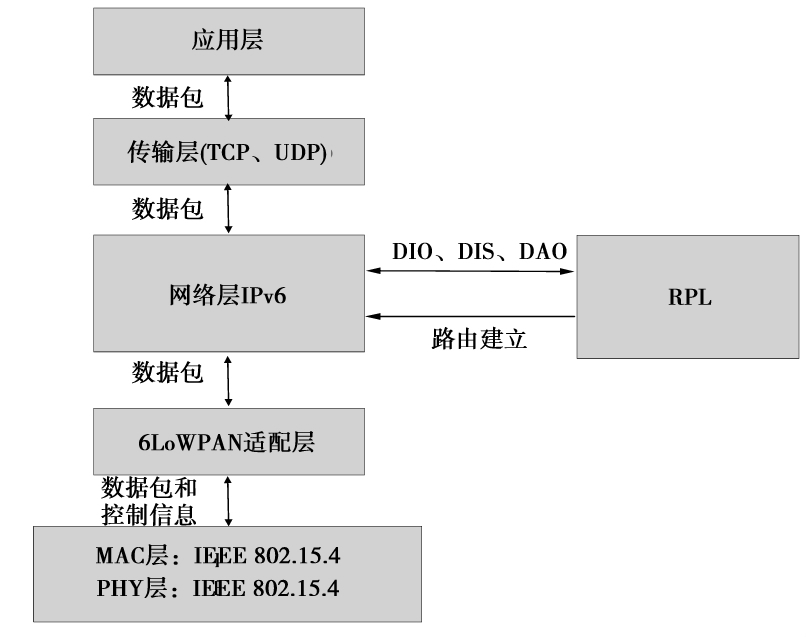 应用层
数据包
传输层(TCP、UDP)
数据包
网络层IPv6
DIO、DIS、DAO
RPL
路由建立
数据包
6LoWPAN适配层
数据包和
控制信息
MAC层：IEEE 802.15.4
PHY层：IEEE 802.15.4